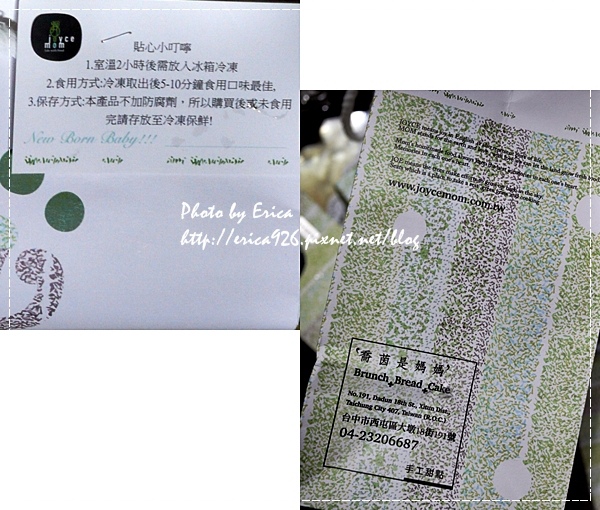 joyce
mom
貼心小叮嚀
1.室溫2小時後需放入冰箱冷凍
2.食用方式:冷凍取出後5-10分鐘食用口味最佳,
3.保存方式:本產品不加防腐劑，所以購買後或未食用
完請存放至冷凍保鮮!
New Born Baby!!!
Photo by Erica
http://erica926.pixnet.net/blog
www.joycemom.com.tw
「喬茵是媽媽」
Brunch Bread Cake
No.191, Dadun 18th St., Xitun Dist.,
Taichung City 407, Taiwan (R.O.C.)
台中市西屯區大墩18街191號
04-23206687
手工甜點